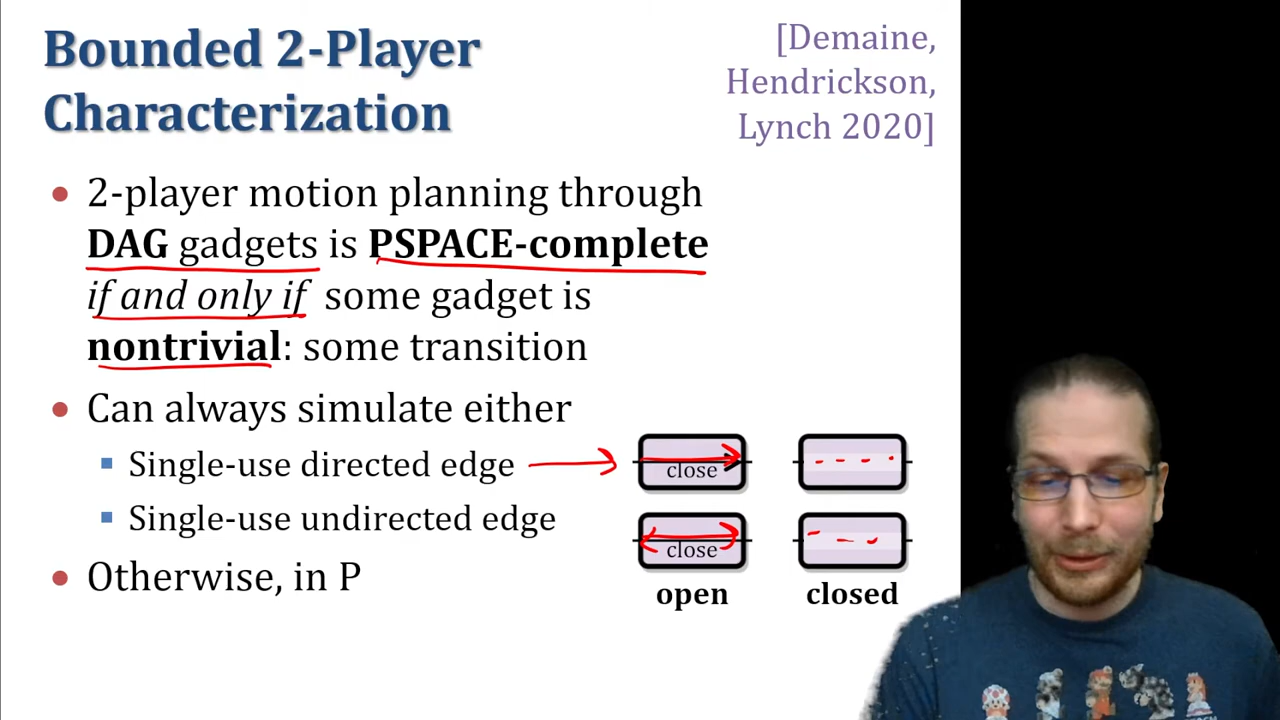 Bounded 2-Player
Characterization
[Demaine,
Hendrickson,
Lynch 2020]
• 2-player motion planning through
DAG gadgets is PSPACE-complete
if and only if some gadget is
nontrivial: some transition
• Can always simulate either
▪ Single-use directed edge
▪ Single-use undirected edge
• Otherwise, in P
close
close
open closed